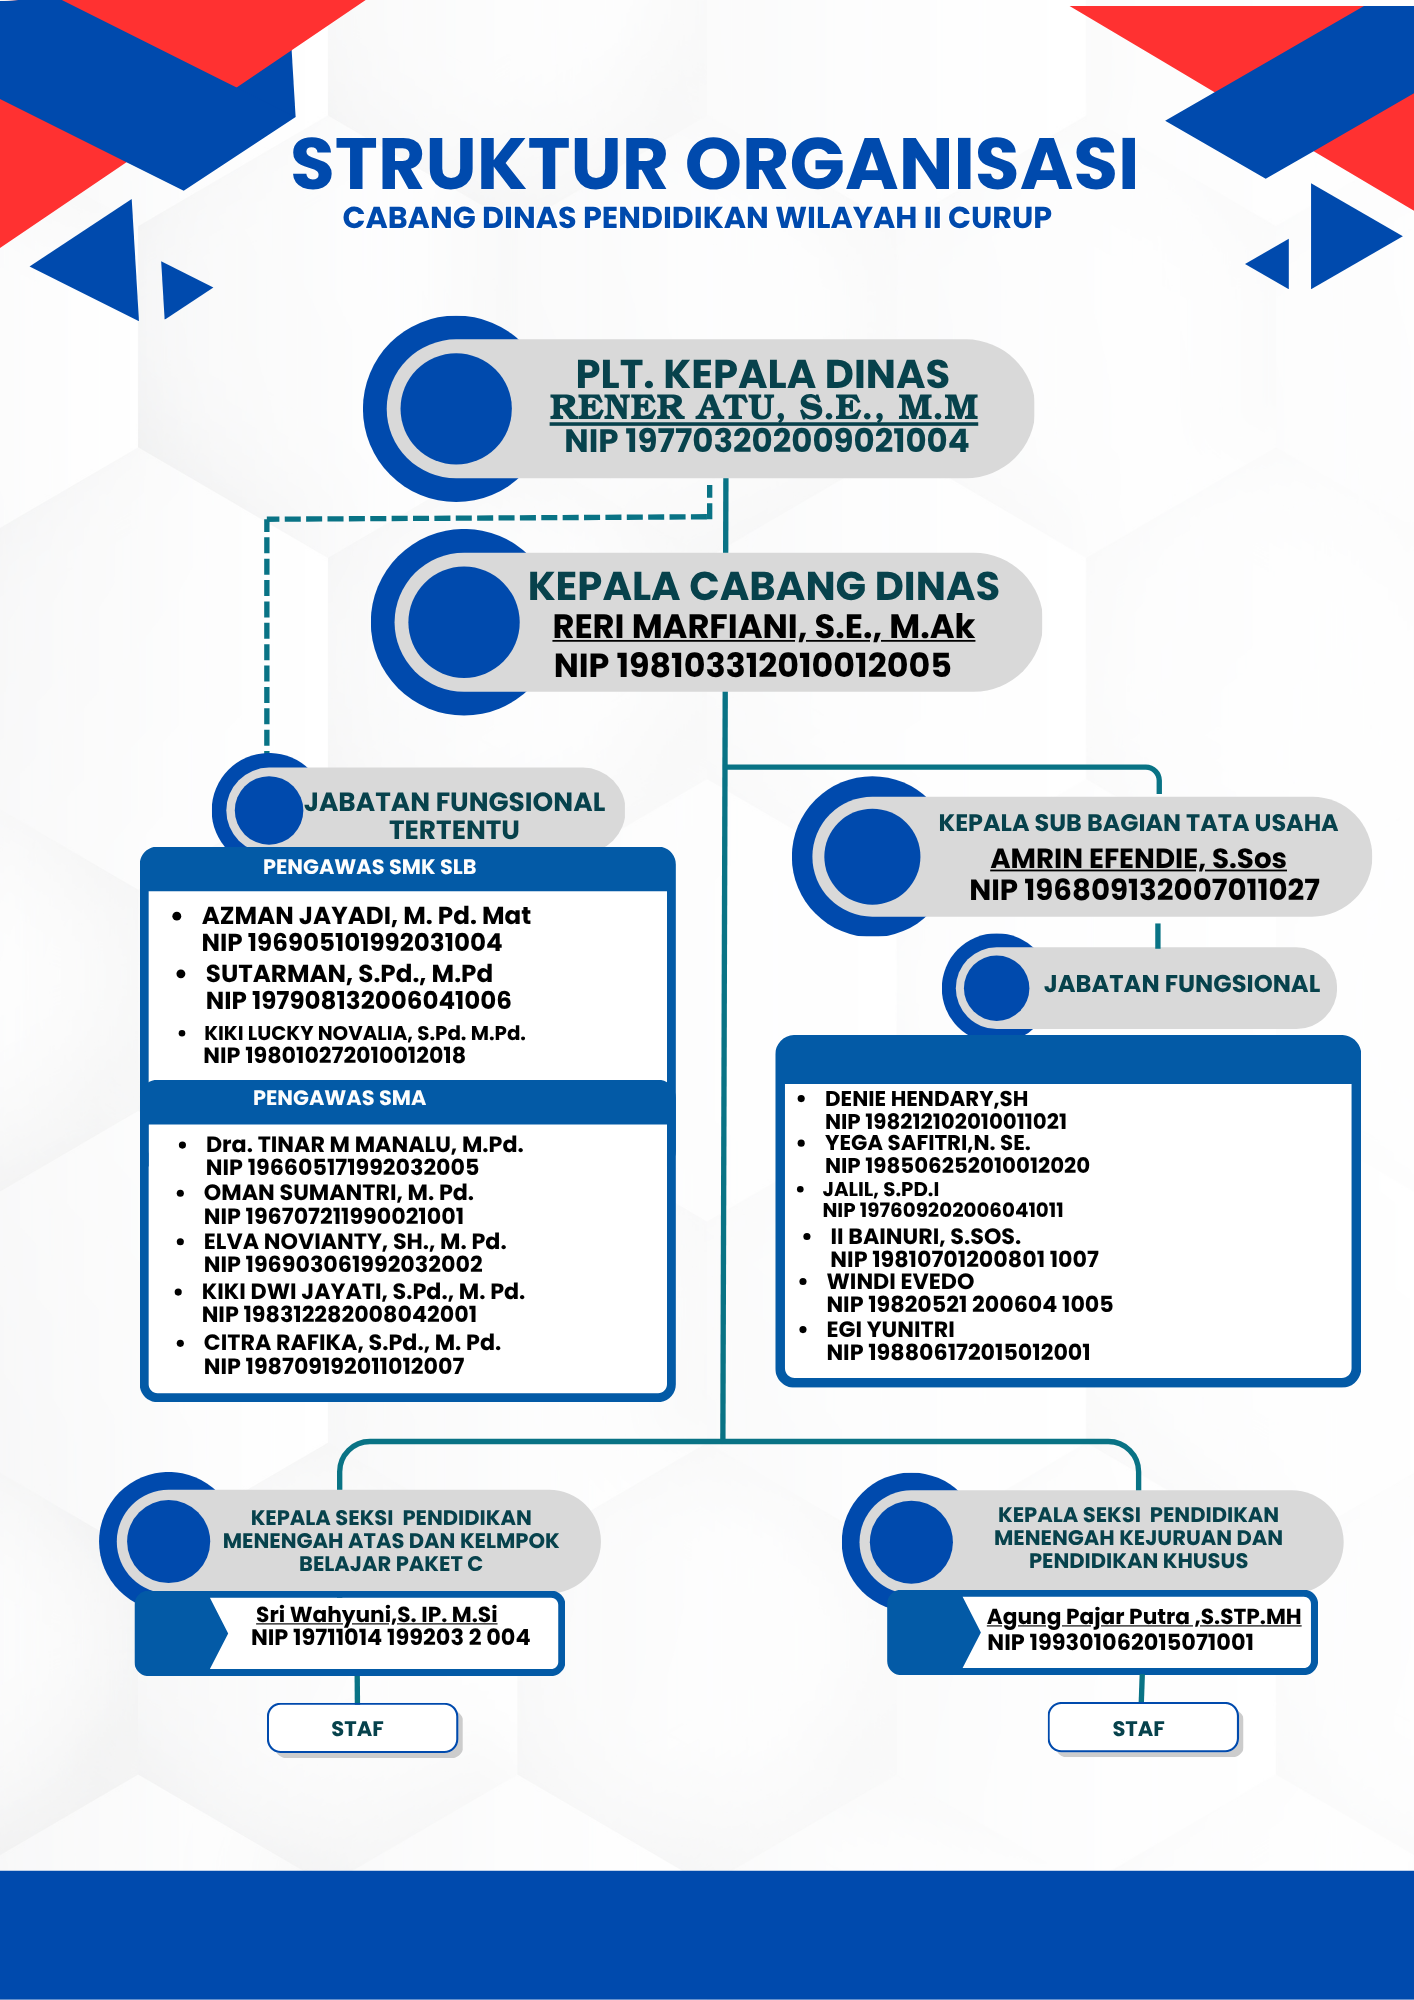 STRUKTUR ORGANISASI
CABANG DINAS PENDIDIKAN WILAYAH II CURUP
PLT. KEPALA DINAS
RENER ATU, S.E., M.M
NIP 197703202009021004
KEPALA CABANG DINAS
RERI MARFIANI, S.E., M.Ak
NIP 198103312010012005
JABATAN FUNGSIONAL
TERTENTU
PENGAWAS SMK SLB
• AZMAN JAYADI, M. Pd. Mat
NIP 196905101992031004
• SUTARMAN, S.Pd., M.Pd
NIP 197908132006041006
• KIKI LUCKY NOVALIA, S.Pd. M.Pd.
NIP 198010272010012018
PENGAWAS SMA
• Dra. TINAR M MANALU, M.Pd.
NIP 196605171992032005
• OMAN SUMANTRI, M. Pd.
NIP 196707211990021001
• ELVA NOVIANTY, SH., M. Pd.
NIP 196903061992032002
• KIKI DWI JAYATI, S.Pd., M. Pd.
NIP 198312282008042001
• CITRA RAFIKA, S.Pd., M. Pd.
NIP 198709192011012007
KEPALA SUB BAGIAN TATA USAHA
AMRIN EFENDIE, S.Sos
NIP 196809132007011027
JABATAN FUNGSIONAL
• DENIE HENDARY,SH
NIP 198212102010011021
• YEGA SAFITRI,N. SE.
NIP 198506252010012020
• JALIL, S.PD.I
NIP 197609202006041011
• II BAINURI, S.SOS.
NIP 19810701200801 1007
• WINDI EVEDO
NIP 19820521 200604 1005
• EGI YUNITRI
NIP 198806172015012001
KEPALA SEKSI PENDIDIKAN
MENENGAH ATAS DAN KELMPOK
BELAJAR PAKET C
Sri Wahyuni,S. IP. M.Si
NIP 19711014 199203 2 004
STAF
KEPALA SEKSI PENDIDIKAN
MENENGAH KEJURUAN DAN
PENDIDIKAN KHUSUS
Agung Pajar Putra ,S.STP.MH
NIP 199301062015071001
STAF